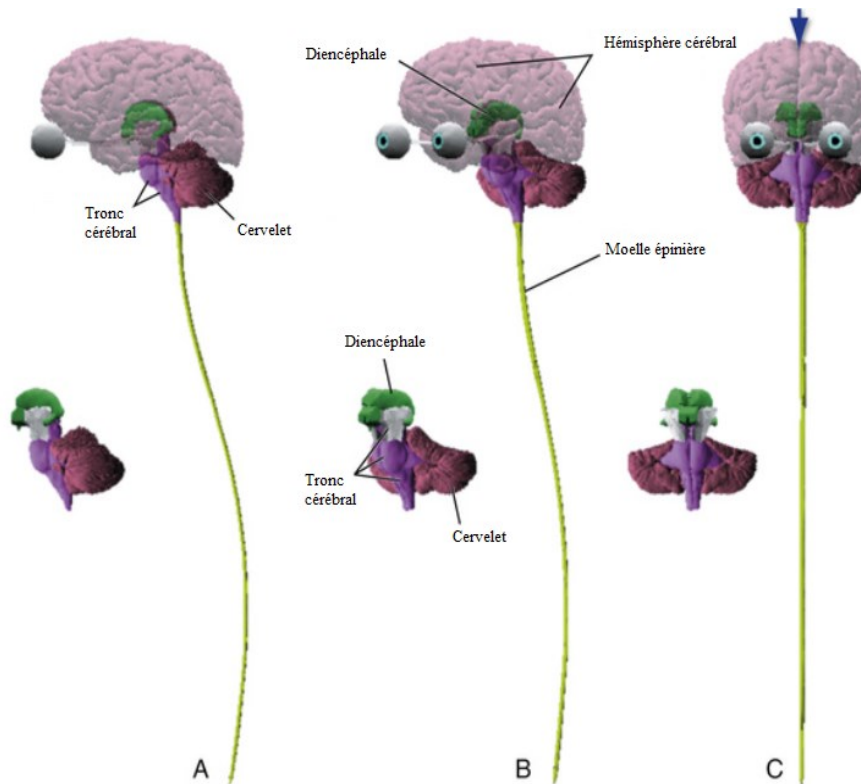 Diencéphale
Hémisphère cérébral
Tronc
cérébral
Cervelet
Moelle épinière
Diencéphale
Tronc
cérébral
Cervelet
A
B
C